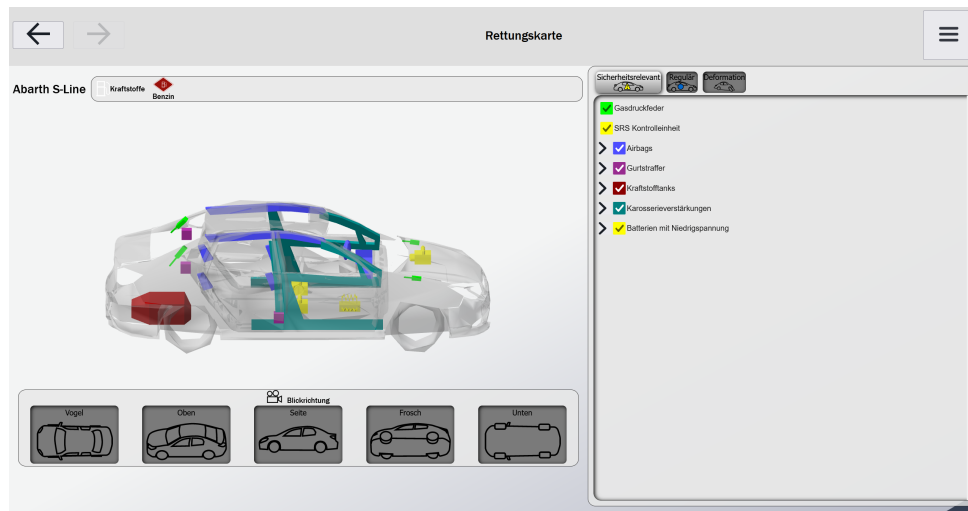 Rettungskarte
Abarth S-Line
Kraftstoffe
Benzin
Sicherheitsrelevant
Regulär
Deformation
Gasdruckfeder
SRS Kontrolleinheit
Airbags
Gurtstraffer
Kraftstofftanks
Karosserieverstärkungen
Batterien mit Niedrigspannung
Blickrichtung
Vogel
Oben
Seite
Frosch
Unten